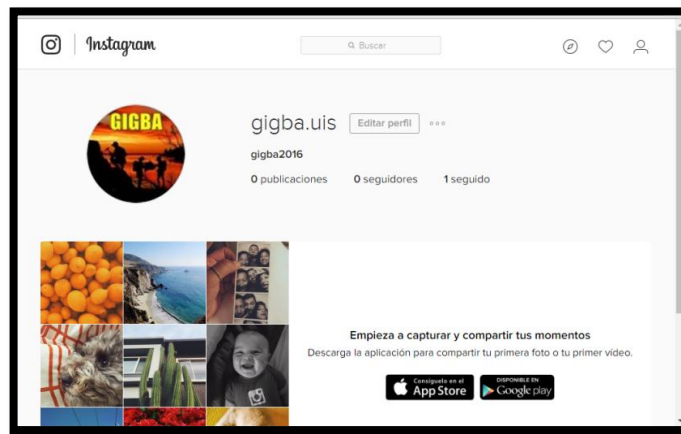 Instagram
Buscar
GIGBA
gigba.uis Editar perfil
gigba2016
0 publicaciones 0 seguidores 1 seguido
Empieza a capturar y compartir tus momentos
Descarga la aplicación para compartir tu primera foto o tu primer vídeo.
Consíguelo en el
App Store
DISPONIBLE EN
Google play